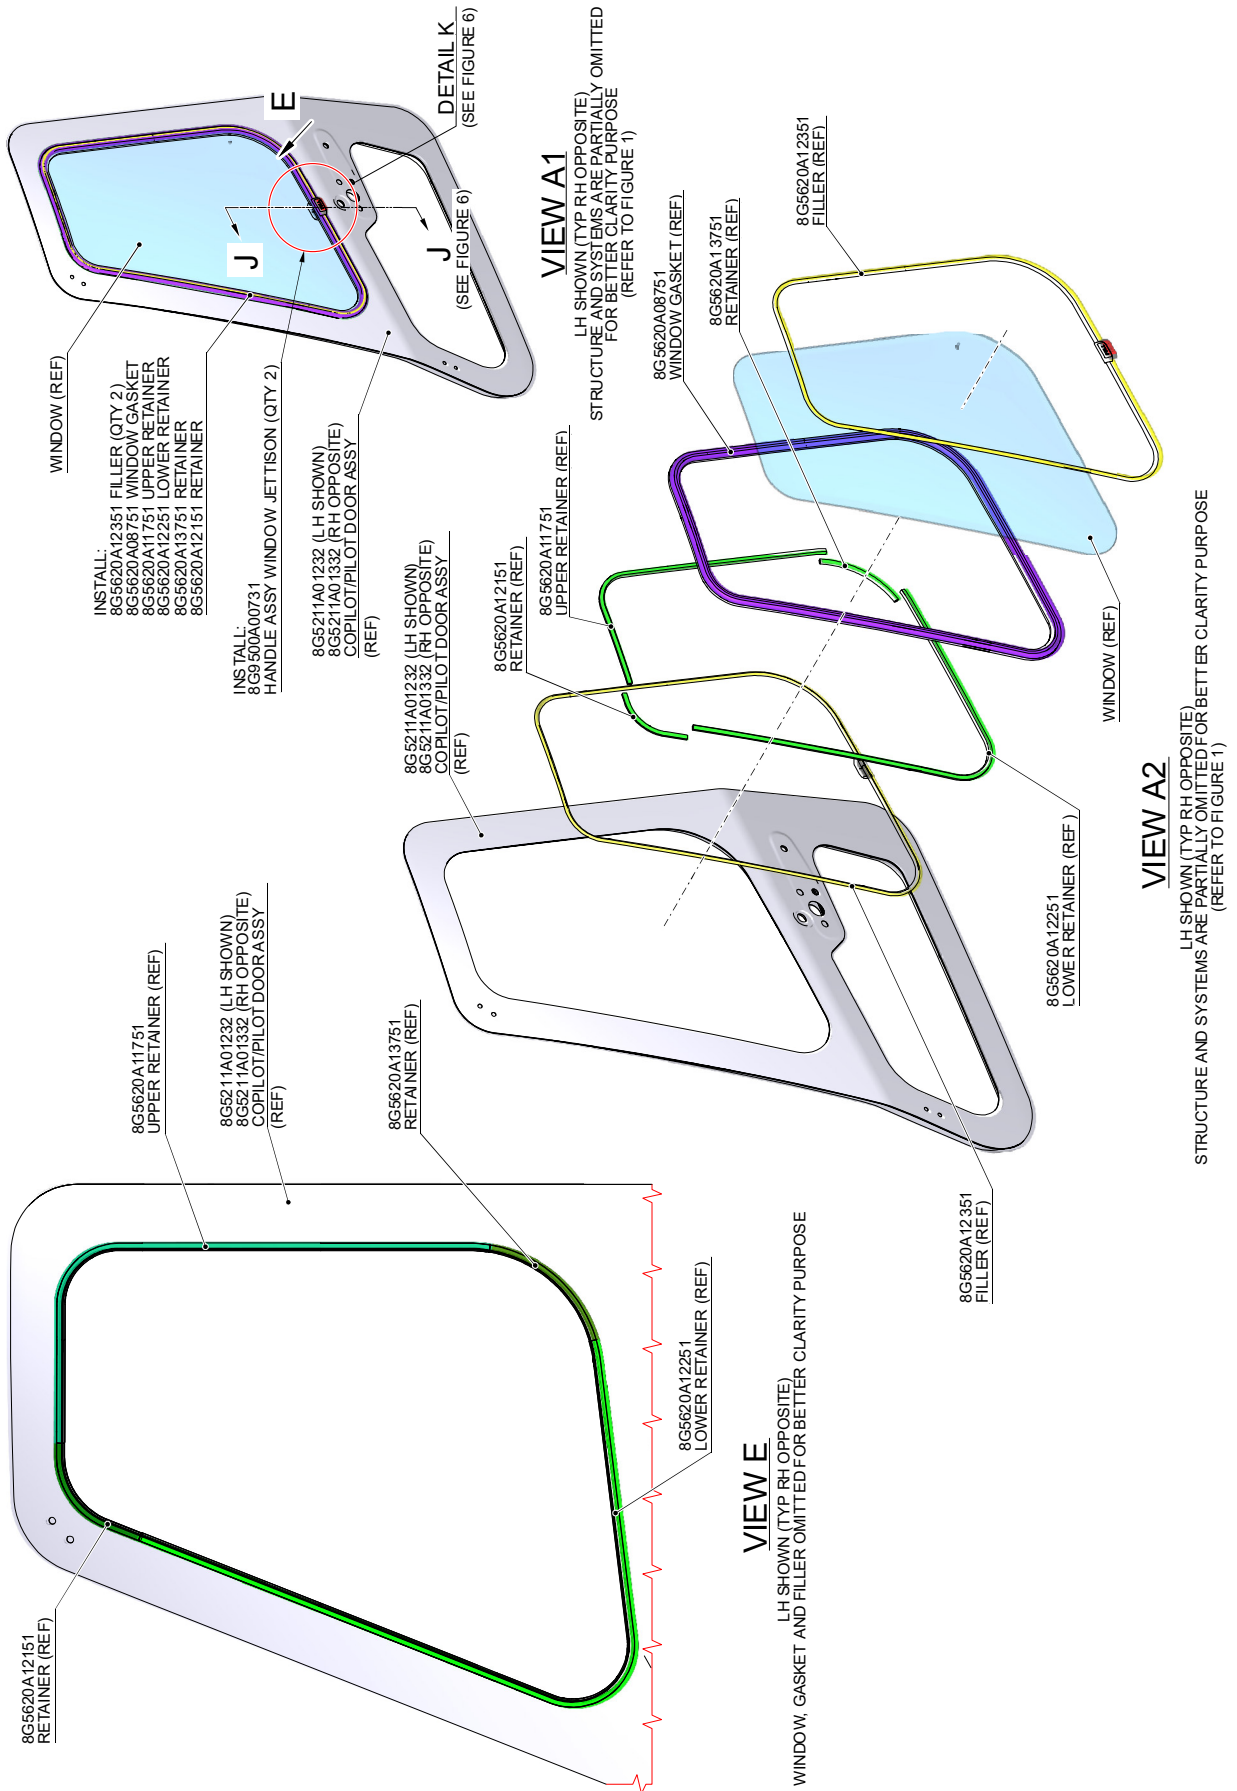 8G5620A12151
RETAINER (REF)
8G5620A11751
UPPER RETAINER (REF)
8G5211A01232 (LH SHOWN)
8G5211A01332 (RH OPPOSITE)
COPILOT/PILOT DOOR ASSY
(REF)
8G5620A13751
RETAINER (REF)
8G5620A12251
LOWER RETAINER (REF)
VIEW E
LH SHOWN (TYP RH OPPOSITE)
WINDOW, GASKET AND FILLER OMITTED FOR BETTER CLARITY PURPOSE
WINDOW (REF)
INSTALL:
8G5620A12351 FILLER (QTY 2)
8G5620A08751 WINDOW GASKET
8G5620A11751 UPPER RETAINER
8G5620A12251 LOWER RETAINER
8G5620A13751 RETAINER
8G5620A12151 RETAINER
INSTALL:
8G9500A00731
HANDLE ASSY WINDOW JETTISON (QTY 2)
8G5211A01232 (LH SHOWN)
8G5211A01332 (RH OPPOSITE)
COPILOT/PILOT DOOR ASSY
(REF)
E
J
J
(SEE FIGURE 6)
DETAIL K
(SEE FIGURE 6)
VIEW A1
LH SHOWN (TYP RH OPPOSITE)
STRUCTURE AND SYSTEMS ARE PARTIALLY OMITTED
FOR BETTER CLARITY PURPOSE
(REFER TO FIGURE 1)
8G5211A01232 (LH SHOWN)
8G5211A01332 (RH OPPOSITE)
COPILOT/PILOT DOOR ASSY
(REF)
8G5620A12151
RETAINER (REF)
8G5620A11751
UPPER RETAINER (REF)
8G5620A08751
WINDOW GASKET (REF)
8G5620A13751
RETAINER (REF)
8G5620A12351
FILLER (REF)
8G5620A12351
FILLER (REF)
8G5620A12251
LOWER RETAINER (REF)
WINDOW (REF)
VIEW A2
LH SHOWN (TYP RH OPPOSITE)
STRUCTURE AND SYSTEMS ARE PARTIALLY OMITTED FOR BETTER CLARITY PURPOSE
(REFER TO FIGURE 1)